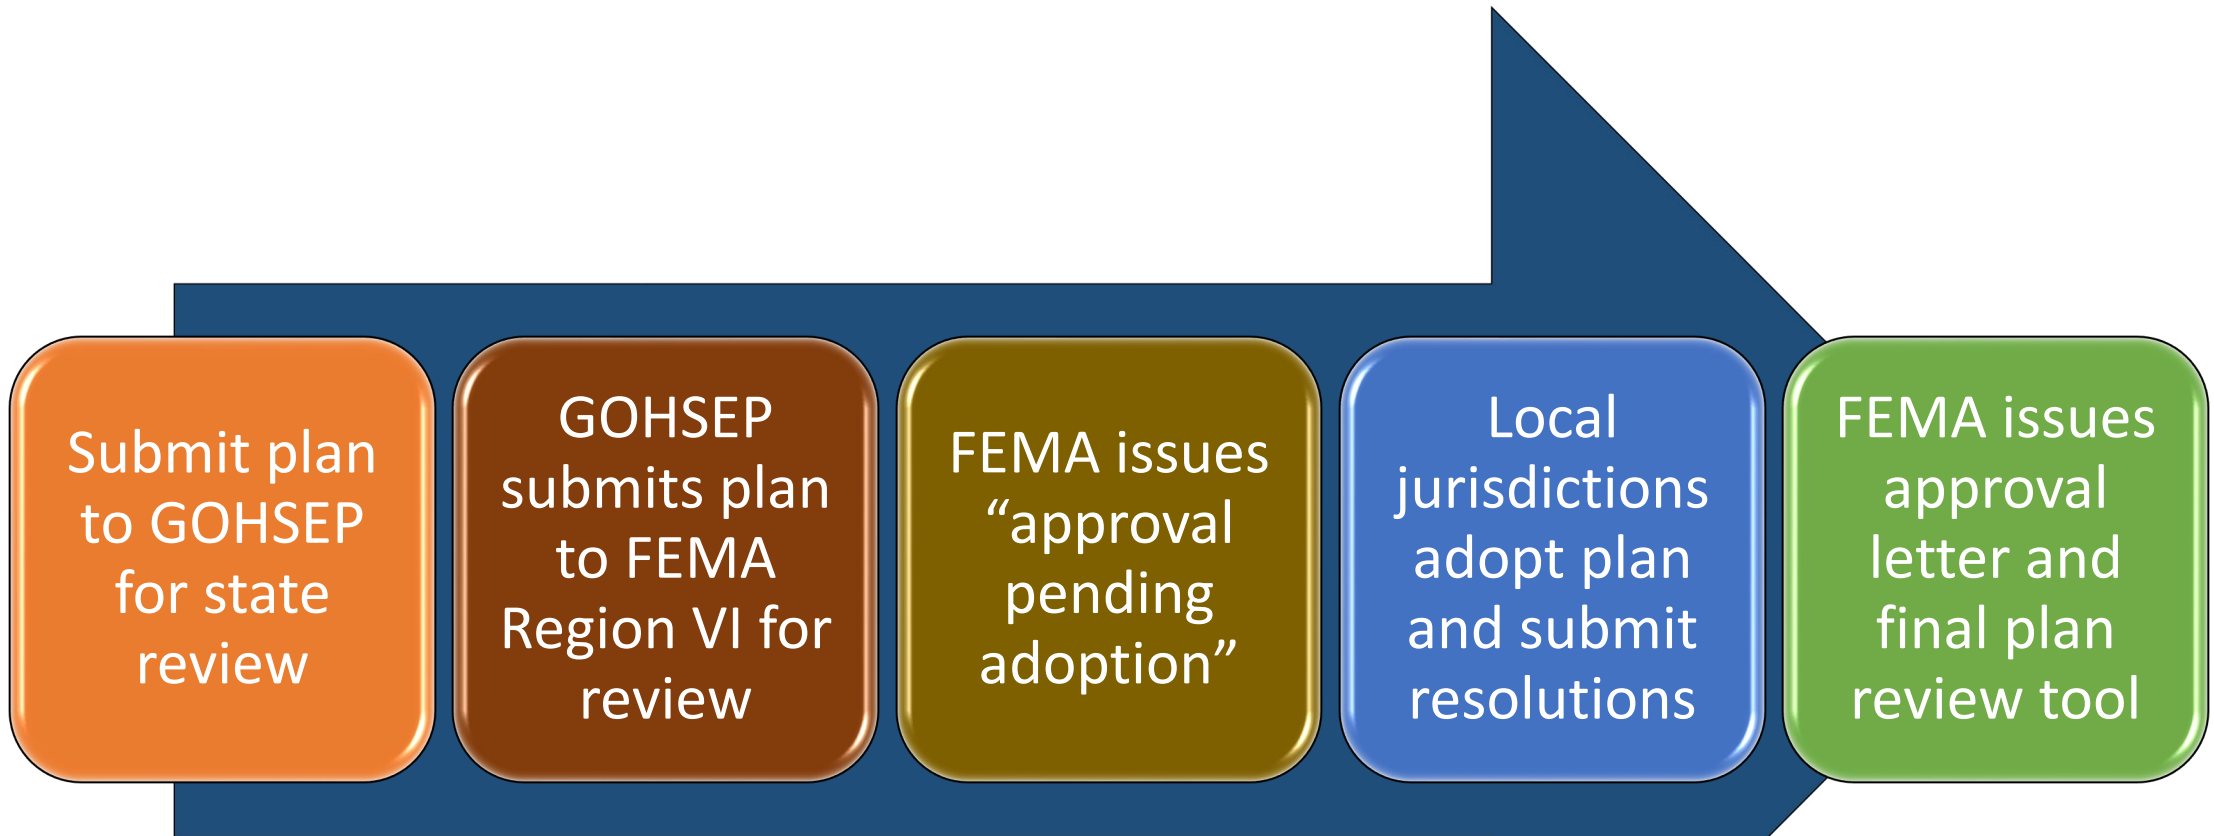 Submit plan
to GOHSEP
for state
review
GOHSEP
submits plan
to FEMA
Region VI for
review
FEMA issues
“approval
pending
adoption”
Local
jurisdictions
adopt plan
and submit
resolutions
FEMA issues
approval
letter and
final plan
review tool